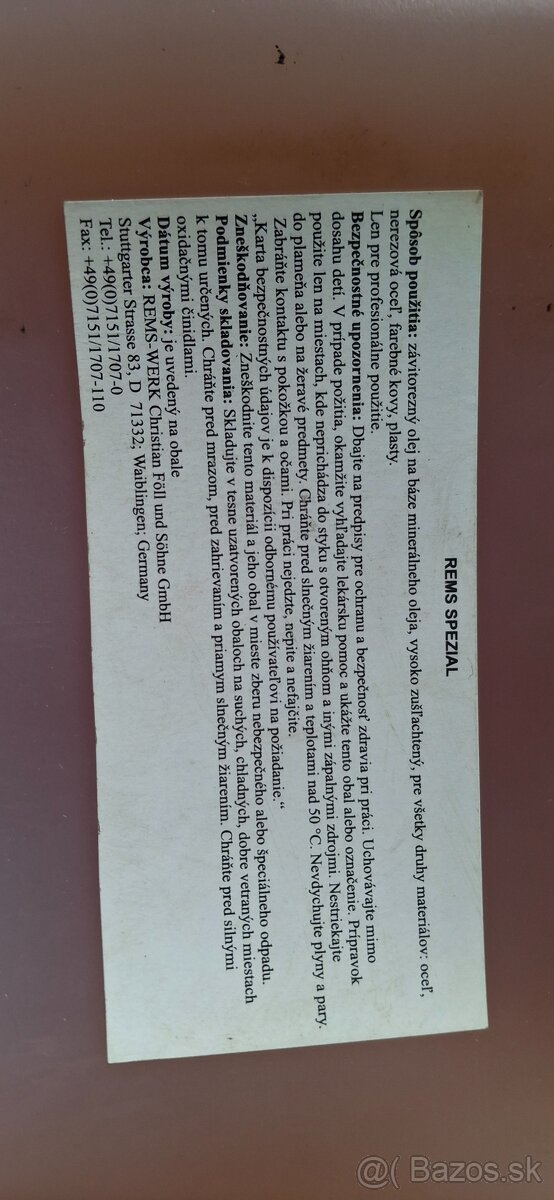 REMS SPEZIAL
Spôsob použitia: závitorezný olej na báze minerálneho oleja, vysoko zušľachtený, pre všetky druhy materiálov: oceľ,
nerezová oceľ, farebné kovy, plasty.
Len pre profesionálne použitie.
Bezpečnostné upozornenia: Dbajte na predpisy pre ochranu a bezpečnosť zdravia pri práci. Uchovávajte mimo
dosahu detí. V prípade požitia, okamžite vyhľadajte lekársku pomoc a ukážte tento obal alebo označenie. Prípravok
použite len na miestach, kde neprichádza do styku s otvoreným ohňom a inými zápalnými zdrojmi. Nestriekajte
do plameňa alebo na žeravé predmety. Chráňte pred slnečným žiarením a teplotami nad 50 °C. Nevdychujte plyny a pary.
Zabráňte kontaktu s pokožkou a očami. Pri práci nejedzte, nepite a nefajčite.
„Karta bezpečnostných údajov je k dispozícii odbornému používateľovi na požiadanie.“
Zneškodňovanie: Zneškodnite tento materiál a jeho obal v mieste zberu nebezpečného alebo špeciálneho odpadu.
Podmienky skladovania: Skladujte v tesne uzatvorených obaloch na suchých, chladných, dobre vetraných miestach
k tomu určených. Chráňte pred mrazom, pred zahrievaním a priamym slnečným žiarením. Chráňte pred silnými
oxidačnými činidlami.
Dátum výroby: je uvedený na obale
Výrobca: REMS-WERK Christian Föll und Söhne GmbH
Stuttgarter Strasse 83, D 71332; Waiblingen; Germany
Tel.: +49(0)7151/1707-0
Fax: +49(0)7151/1707-110
@( Bazos.sk